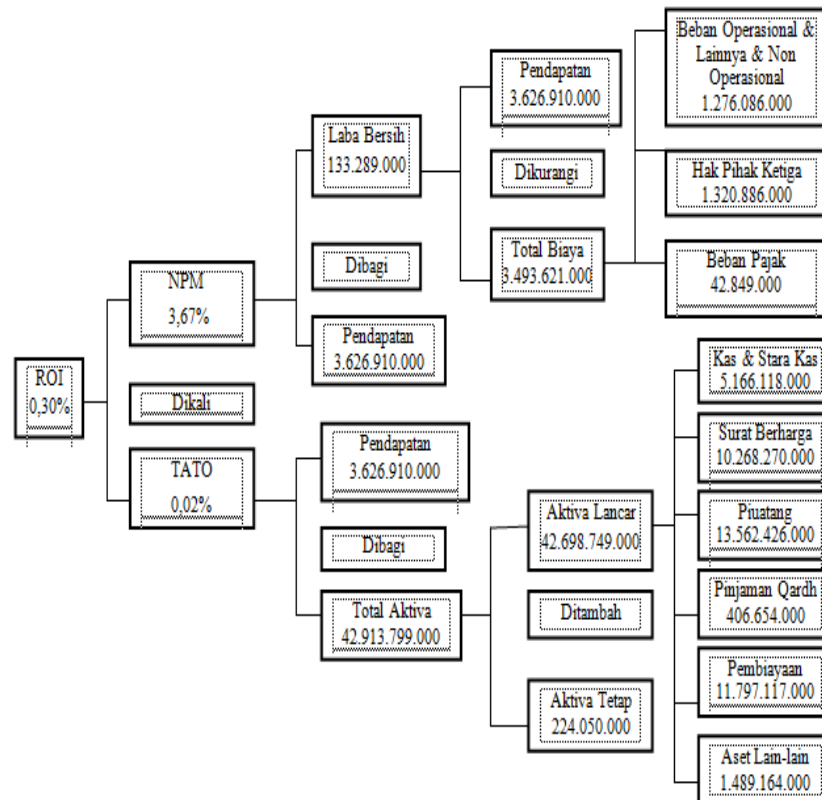 ROI
0,30%
NPM
3,67%
Dikali
TATO
0,02%
Laba Bersih
133.289.000
Dibagi
Pendapatan
3.626.910.000
Pendapatan
3.626.910.000
Dikurangi
Total Biaya
3.493.621.000
Beban Operasional &
Lainnya & Non
Operasional
1.276.086.000
Hak Pihak Ketiga
1.320.886.000
Beban Pajak
42.849.000
Pendapatan
3.626.910.000
Dibagi
Total Aktiva
42.913.799.000
Aktiva Lancar
42.698.749.000
Ditambah
Aktiva Tetap
224.050.000
Kas & Stara Kas
5.166.118.000
Surat Berharga
10.268.270.000
Piuatang
13.562.426.000
Pinjaman Qardh
406.654.000
Pembiayaan
11.797.117.000
Aset Lain-lain
1.489.164.000